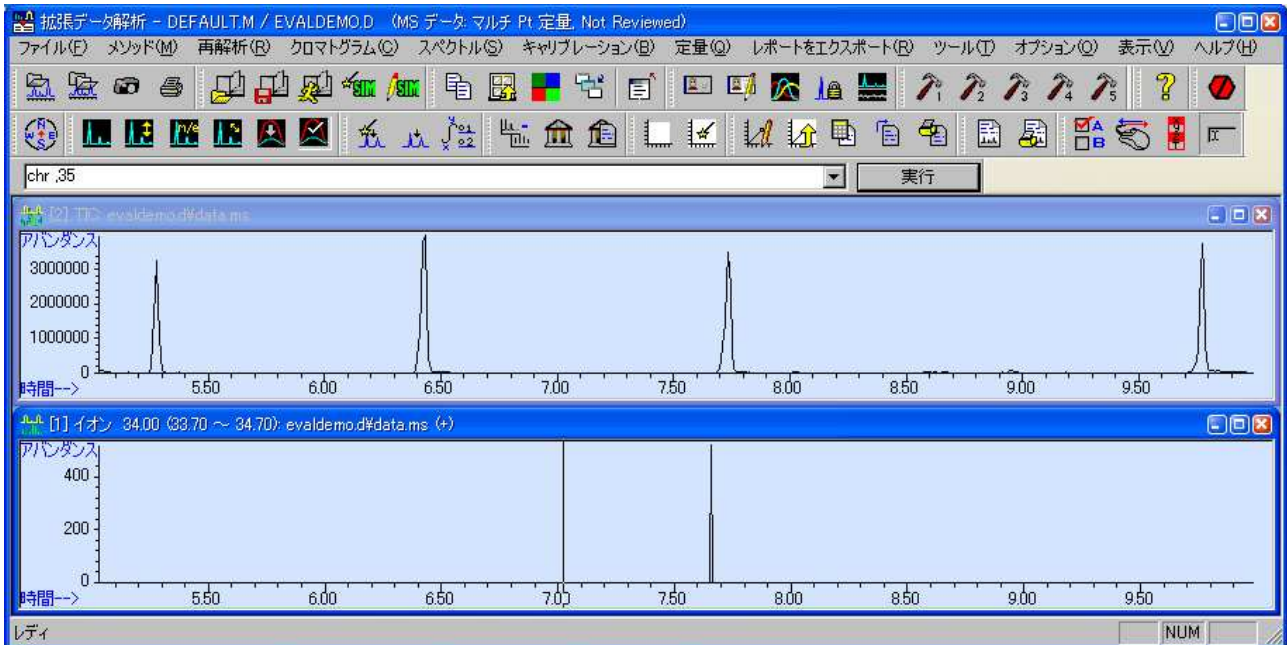 拡張データ解析 - DEFAULT.M / EVALDEMO.D (MS データ: マルチ Pt 定量, Not Reviewed)
ファイル(F) メソッド(M) 再解析(R) クロマトグラム(C) スペクトル(S) キャリブレーション(B) 定量(Q) レポートをエクスポート(R) ツール(T) オプション(O) 表示(V) ヘルプ(H)
SIM SIM 1 2 3 4 5 ?
N W E S m/e A B x
chr ,35 実行
[2] TIC: evaldemo.d¥data.ms
アバンダンス
3000000
2000000
1000000
0
時間-->
5.50 6.00 6.50 7.00 7.50 8.00 8.50 9.00 9.50
[1] イオン 34.00 (33.70 ～ 34.70): evaldemo.d¥data.ms (+)
アバンダンス
400
200
0
時間-->
5.50 6.00 6.50 7.00 7.50 8.00 8.50 9.00 9.50
レディ NUM